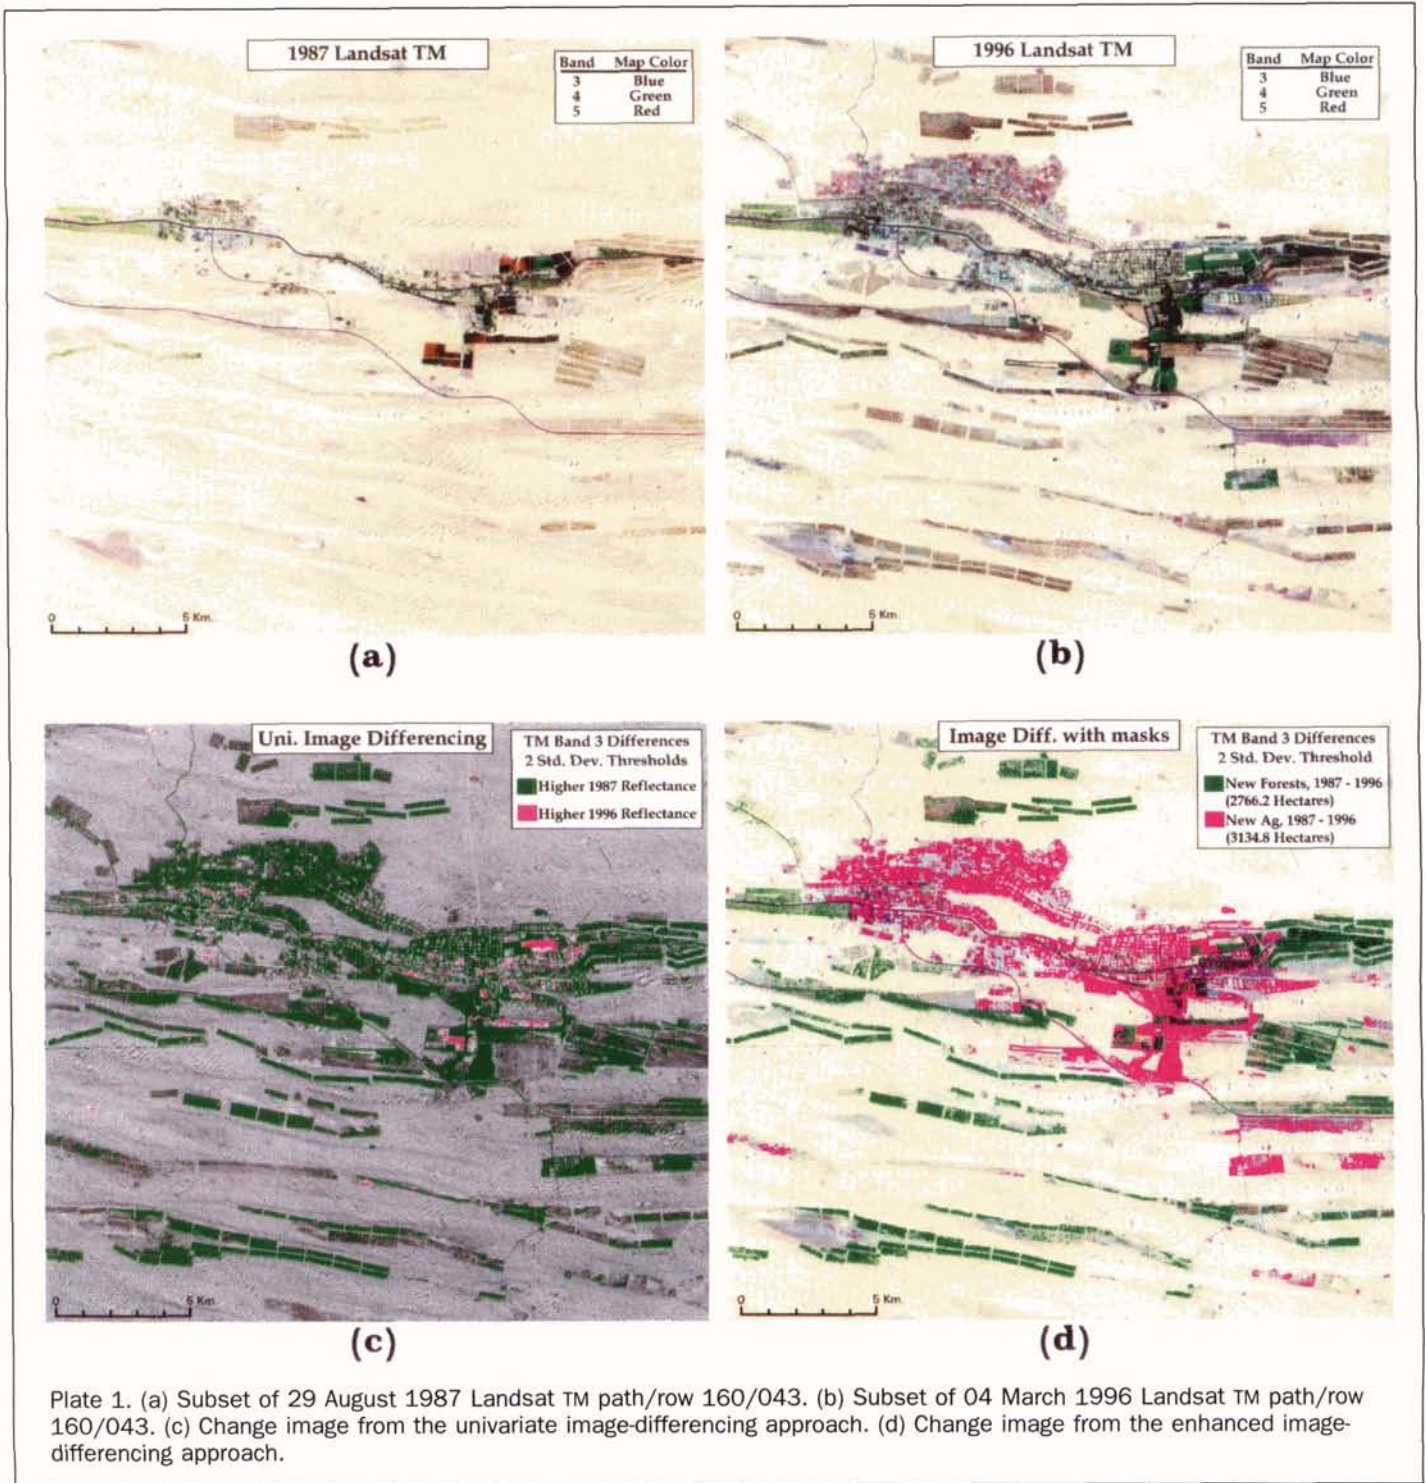 1987 Landsat TM
Band Map Color
3 Blue
4 Green
5 Red
0 5 Km.
(a)
1996 Landsat TM
Band Map Color
3 Blue
4 Green
5 Red
0 5 Km.
(b)
Uni. Image Differencing
TM Band 3 Differences
2 Std. Dev. Thresholds
Higher 1987 Reflectance
Higher 1996 Reflectance
0 5 Km.
(c)
Image Diff. with masks
TM Band 3 Differences
2 Std. Dev. Threshold
New Forests, 1987 - 1996
(2766.2 Hectares)
New Ag, 1987 - 1996
(3134.8 Hectares)
0 5 Km.
(d)
Plate 1. (a) Subset of 29 August 1987 Landsat TM path/row 160/043. (b) Subset of 04 March 1996 Landsat TM path/row
160/043. (c) Change image from the univariate image-differencing approach. (d) Change image from the enhanced image-
differencing approach.